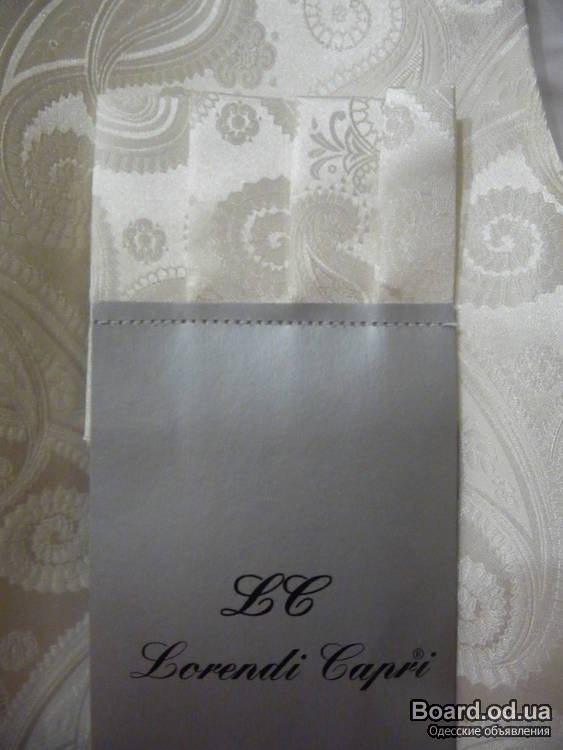 LC
Lorendi Capri®
Board.od.ua
Одесские объявления